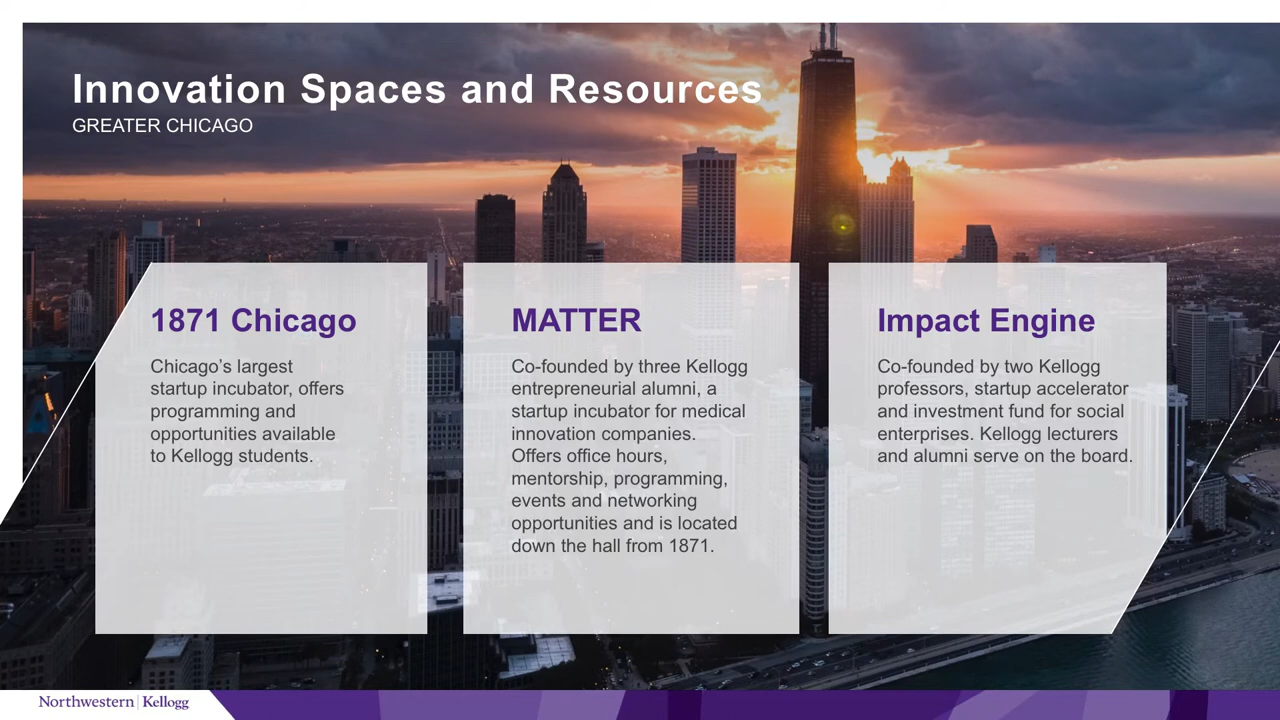 Innovation Spaces and Resources
GREATER CHICAGO
1871 Chicago
Chicago’s largest
startup incubator, offers
programming and
opportunities available
to Kellogg students.
MATTER
Co-founded by three Kellogg
entrepreneurial alumni, a
startup incubator for medical
innovation companies.
Offers office hours,
mentorship, programming,
events and networking
opportunities and is located
down the hall from 1871.
Impact Engine
Co-founded by two Kellogg
professors, startup accelerator
and investment fund for social
enterprises. Kellogg lecturers
and alumni serve on the board.
Northwestern | Kellogg